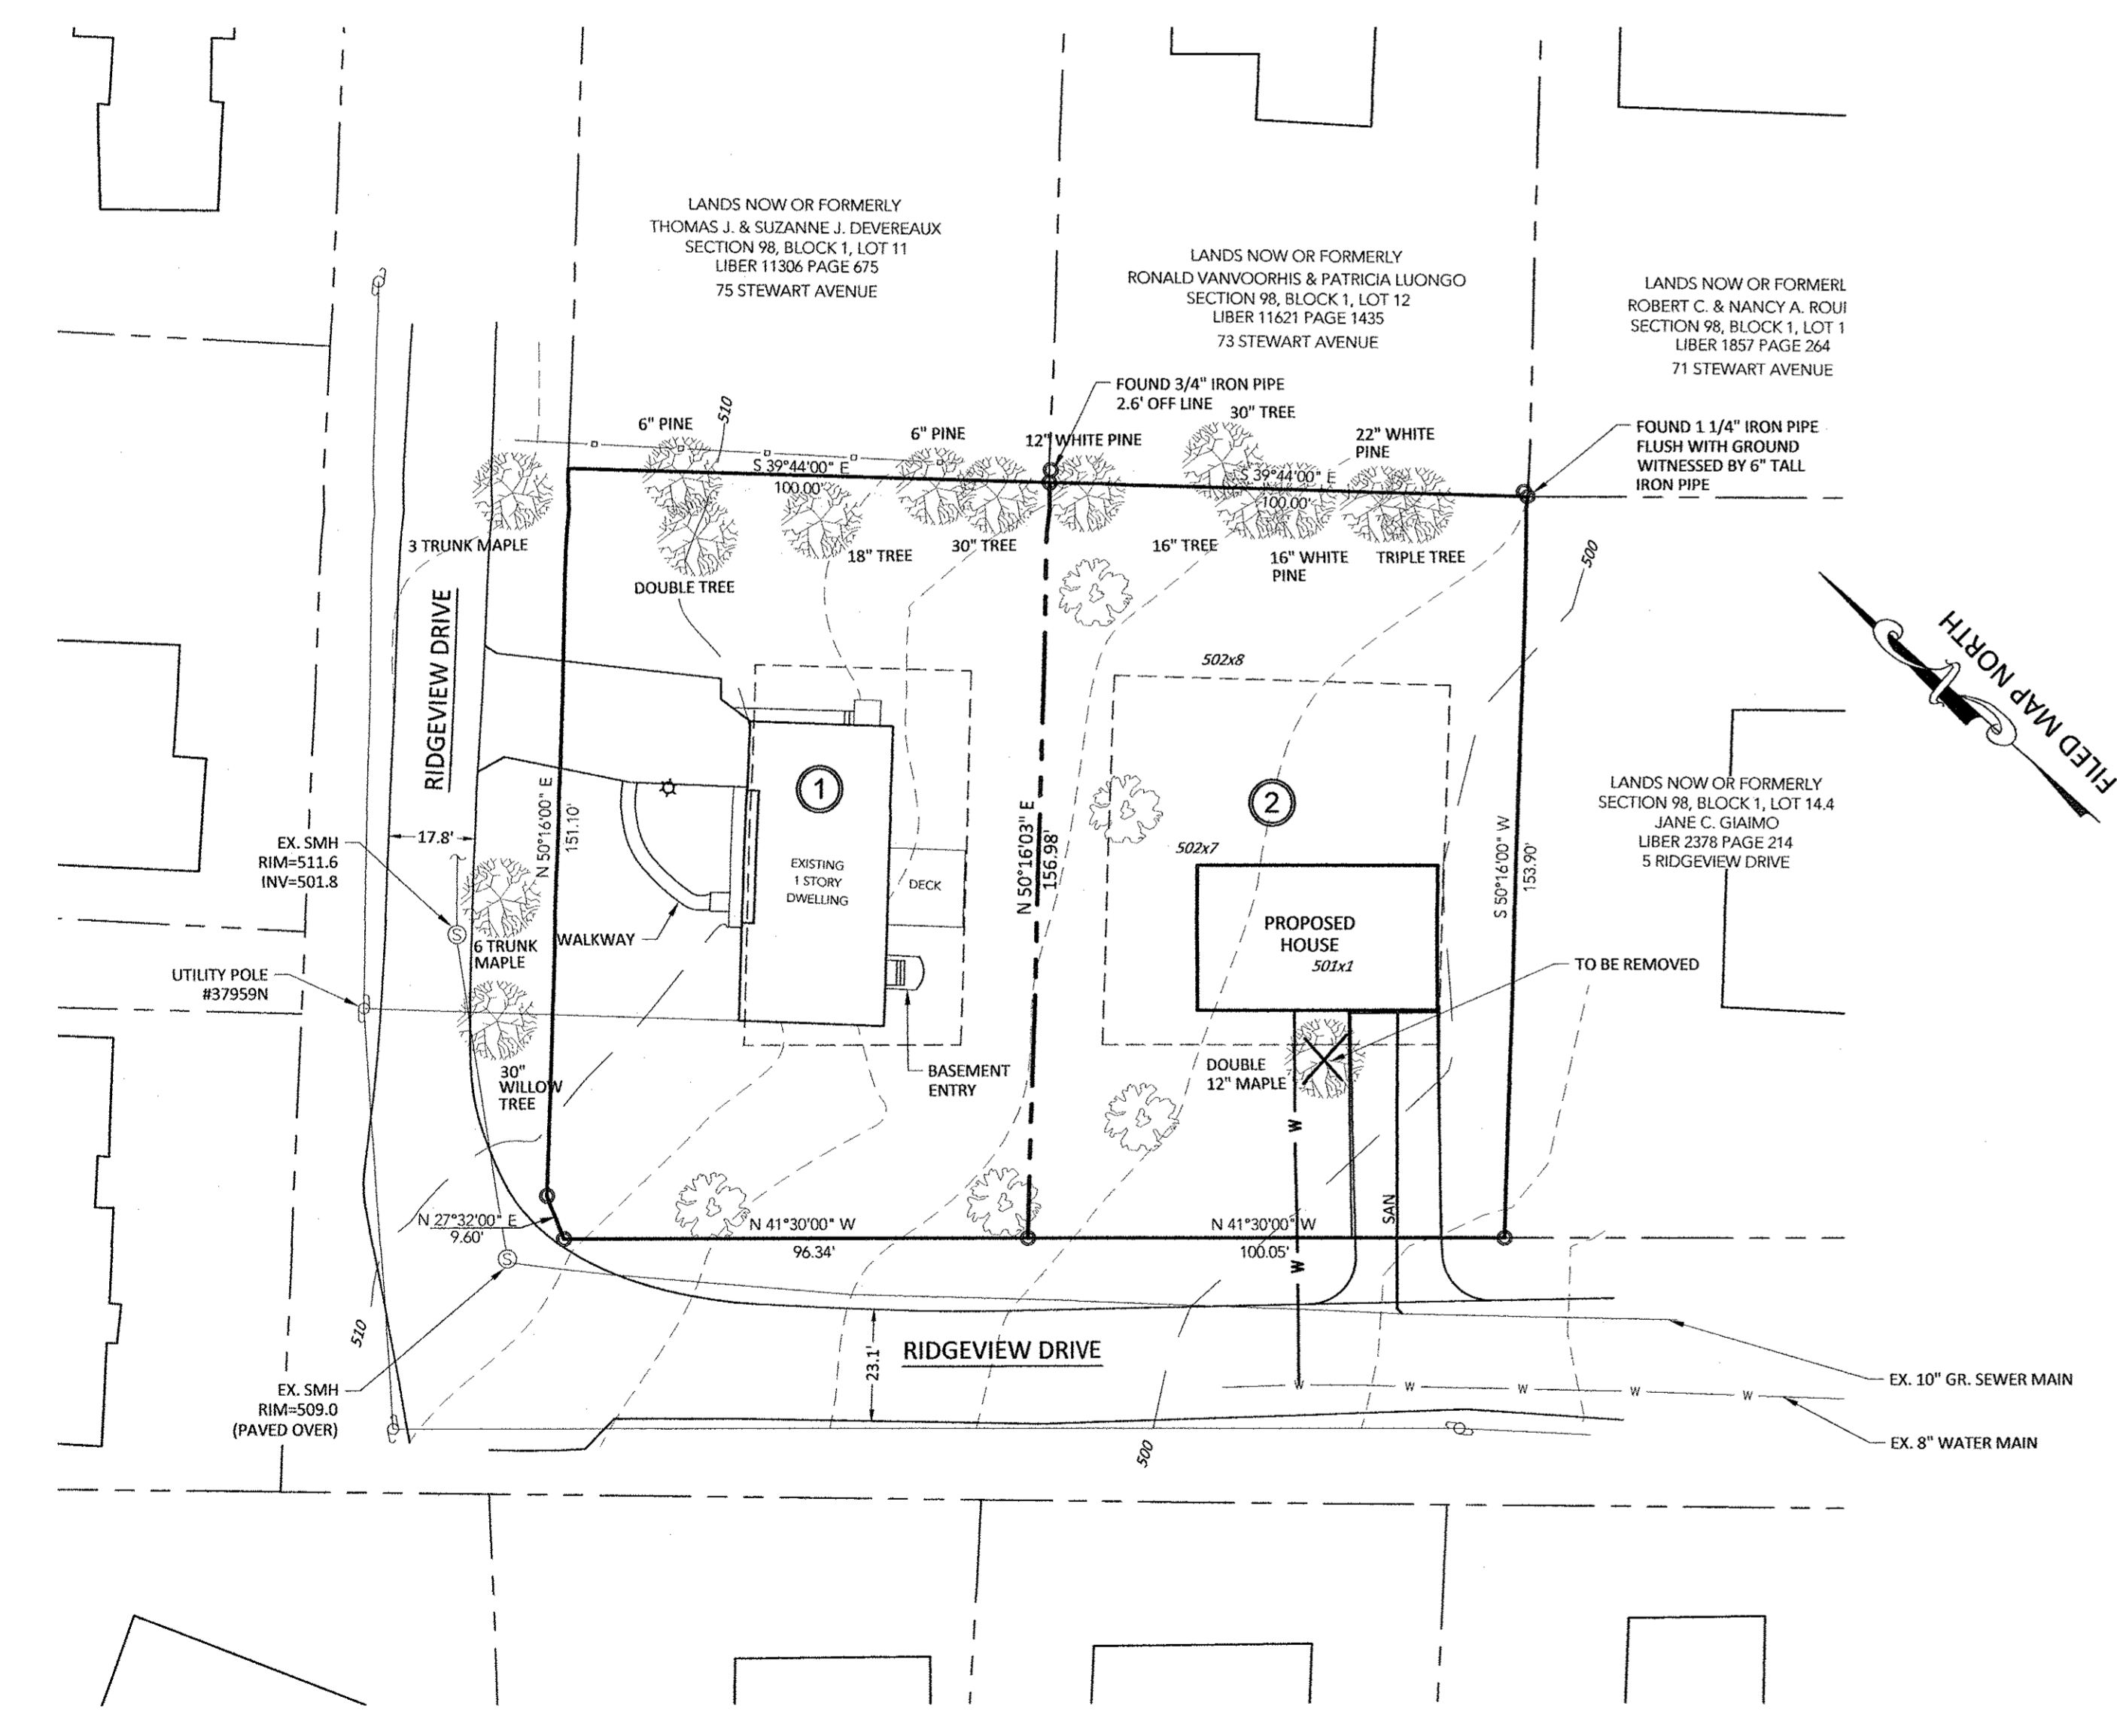 LANDS NOW OR FORMERLY
THOMAS J. & SUZANNE J. DEVEREAUX
SECTION 98, BLOCK 1, LOT 11
LIBER 11306 PAGE 675
75 STEWART AVENUE
LANDS NOW OR FORMERLY
RONALD VANVOORHIS & PATRICIA LUONGO
SECTION 98, BLOCK 1, LOT 12
LIBER 11621 PAGE 1435
73 STEWART AVENUE
LANDS NOW OR FORMERL
ROBERT C. & NANCY A. ROUI
SECTION 98, BLOCK 1, LOT 1
LIBER 1857 PAGE 264
71 STEWART AVENUE
FOUND 3/4" IRON PIPE
2.6' OFF LINE
FOUND 1 1/4" IRON PIPE
FLUSH WITH GROUND
WITNESSED BY 6" TALL
IRON PIPE
6" PINE
510
6" PINE
12" WHITE PINE
30" TREE
22" WHITE
PINE
S 39°44'00" E
100.00'
S 39°44'00" E
100.00'
3 TRUNK MAPLE
DOUBLE TREE
18" TREE
30" TREE
16" TREE
16" WHITE
PINE
TRIPLE TREE
500
FILED MAP NORTH
RIDGEVIEW DRIVE
502x8
1
2
17.8'
N 50°16'00" E
151.10'
N 50°16'03" E
156.98'
S 50°16'00" W
153.90'
LANDS NOW OR FORMERLY
SECTION 98, BLOCK 1, LOT 14.4
JANE C. GIAIMO
LIBER 2378 PAGE 214
5 RIDGEVIEW DRIVE
EX. SMH
RIM=511.6
INV=501.8
502x7
EXISTING
1 STORY
DWELLING
DECK
PROPOSED
HOUSE
501x1
WALKWAY
6 TRUNK
MAPLE
UTILITY POLE
#37959N
TO BE REMOVED
30"
WILLOW
TREE
BASEMENT
ENTRY
DOUBLE
12" MAPLE
W
SAN
N 27°32'00" E
9.60'
N 41°30'00" W
96.34'
N 41°30'00" W
100.05'
W
510
23.1'
RIDGEVIEW DRIVE
EX. SMH
RIM=509.0
(PAVED OVER)
W W W W W
500
EX. 10" GR. SEWER MAIN
EX. 8" WATER MAIN
S
S